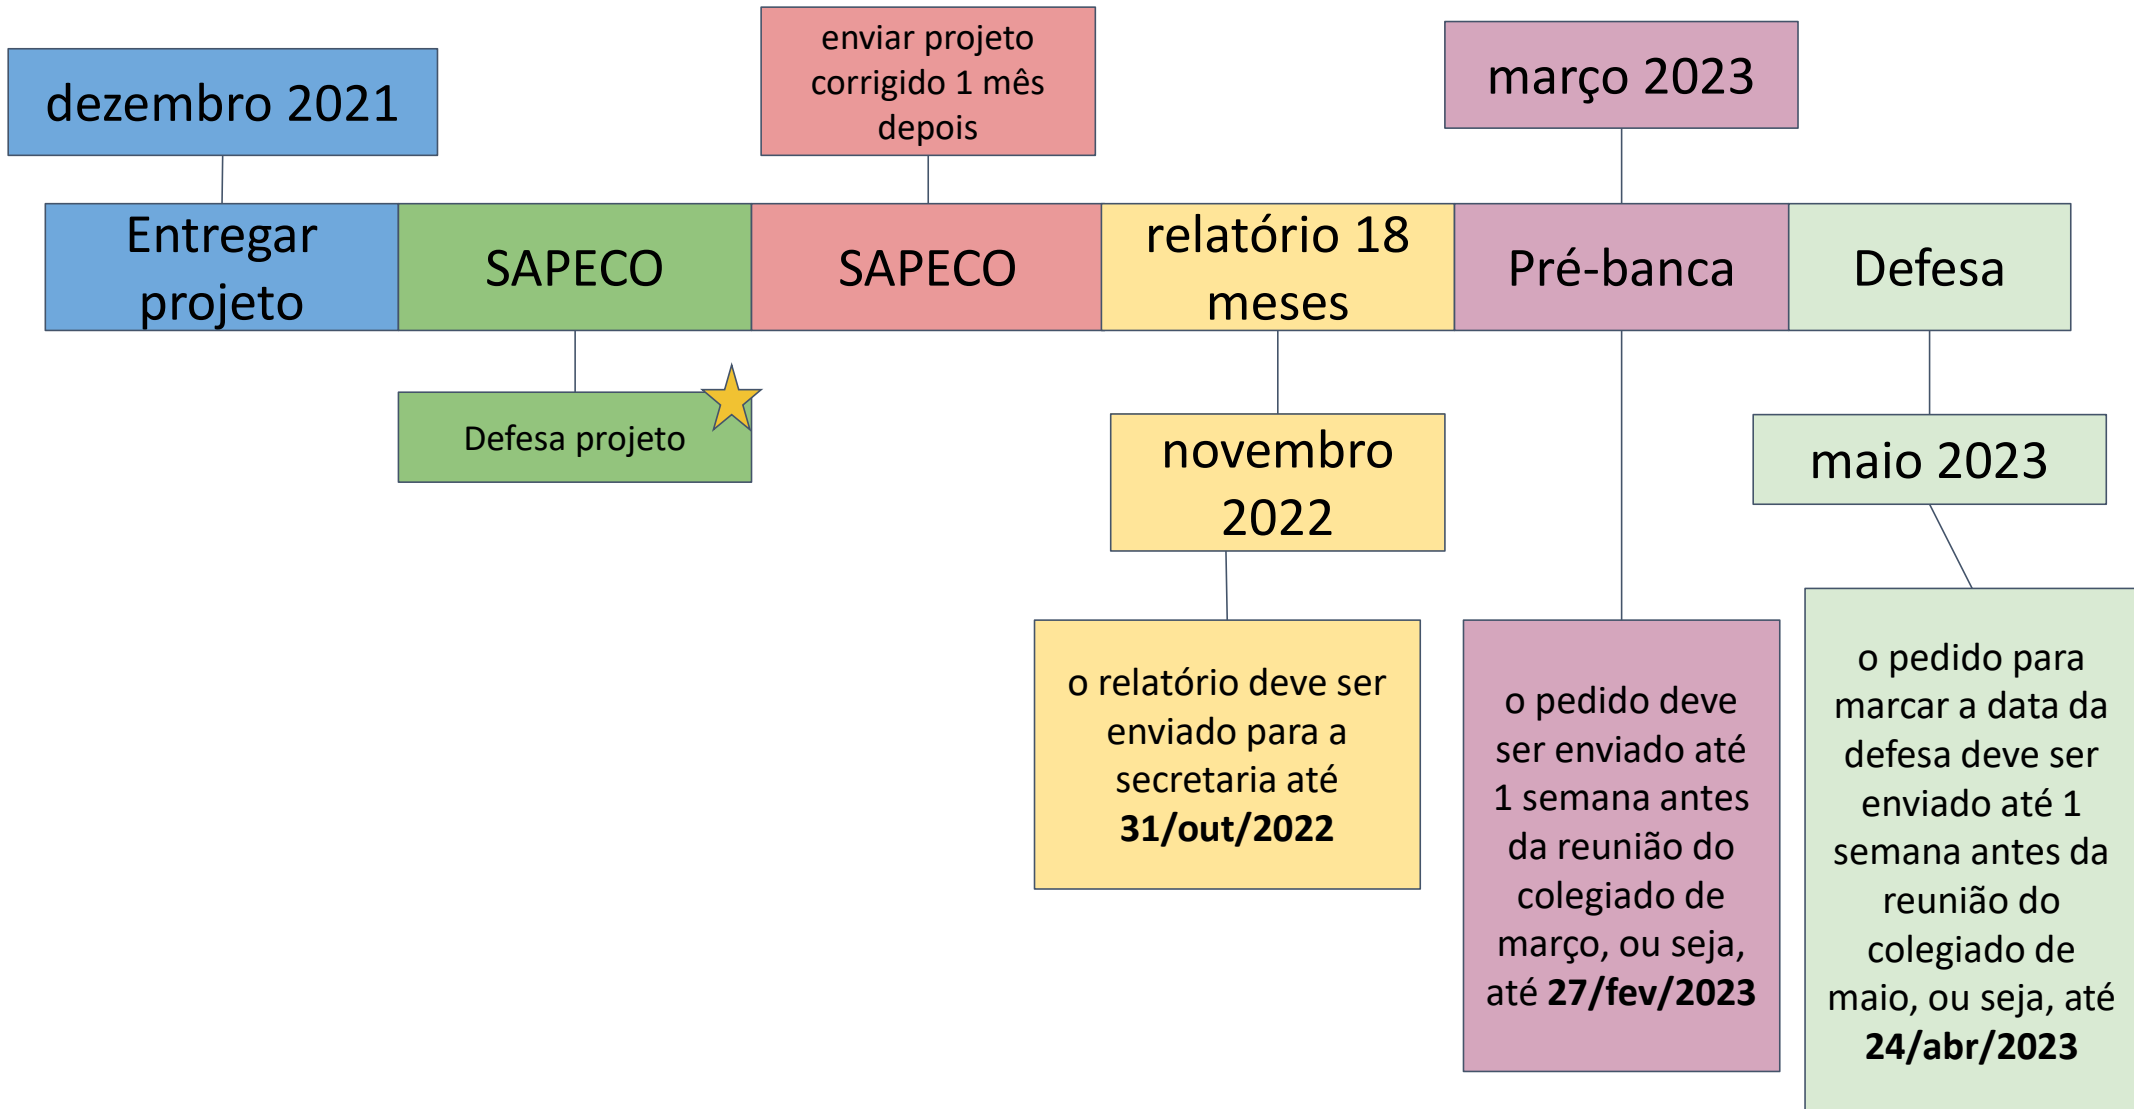 dezembro 2021
enviar projeto
corrigido 1 mês
depois
março 2023
Entregar
projeto
SAPECO
SAPECO
relatório 18
meses
Pré-banca
Defesa
Defesa projeto
novembro
2022
maio 2023
o relatório deve ser
enviado para a
secretaria até
31/out/2022
o pedido deve
ser enviado até
1 semana antes
da reunião do
colegiado de
março, ou seja,
até 27/fev/2023
o pedido para
marcar a data da
defesa deve ser
enviado até 1
semana antes da
reunião do
colegiado de
maio, ou seja, até
24/abr/2023